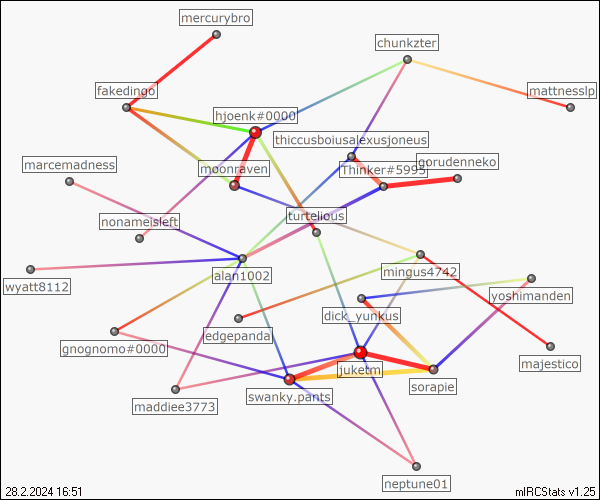 mercurybro
chunkzter
fakedingo
mattnesslp
hjoenk#0000
thiccusboiusalexusjoneus
marcemadness
moonraven
Thinker#5995
gorudenneko
nonameisleft
turtelious
alan1002
mingus4742
wyatt8112
yoshimanden
dick_yunkus
edgepanda
gnognomo#0000
majestico
juketm
sorapie
swanky.pants
maddiee3773
neptune01
28.2.2024 16:51
mIRCStats v1.25